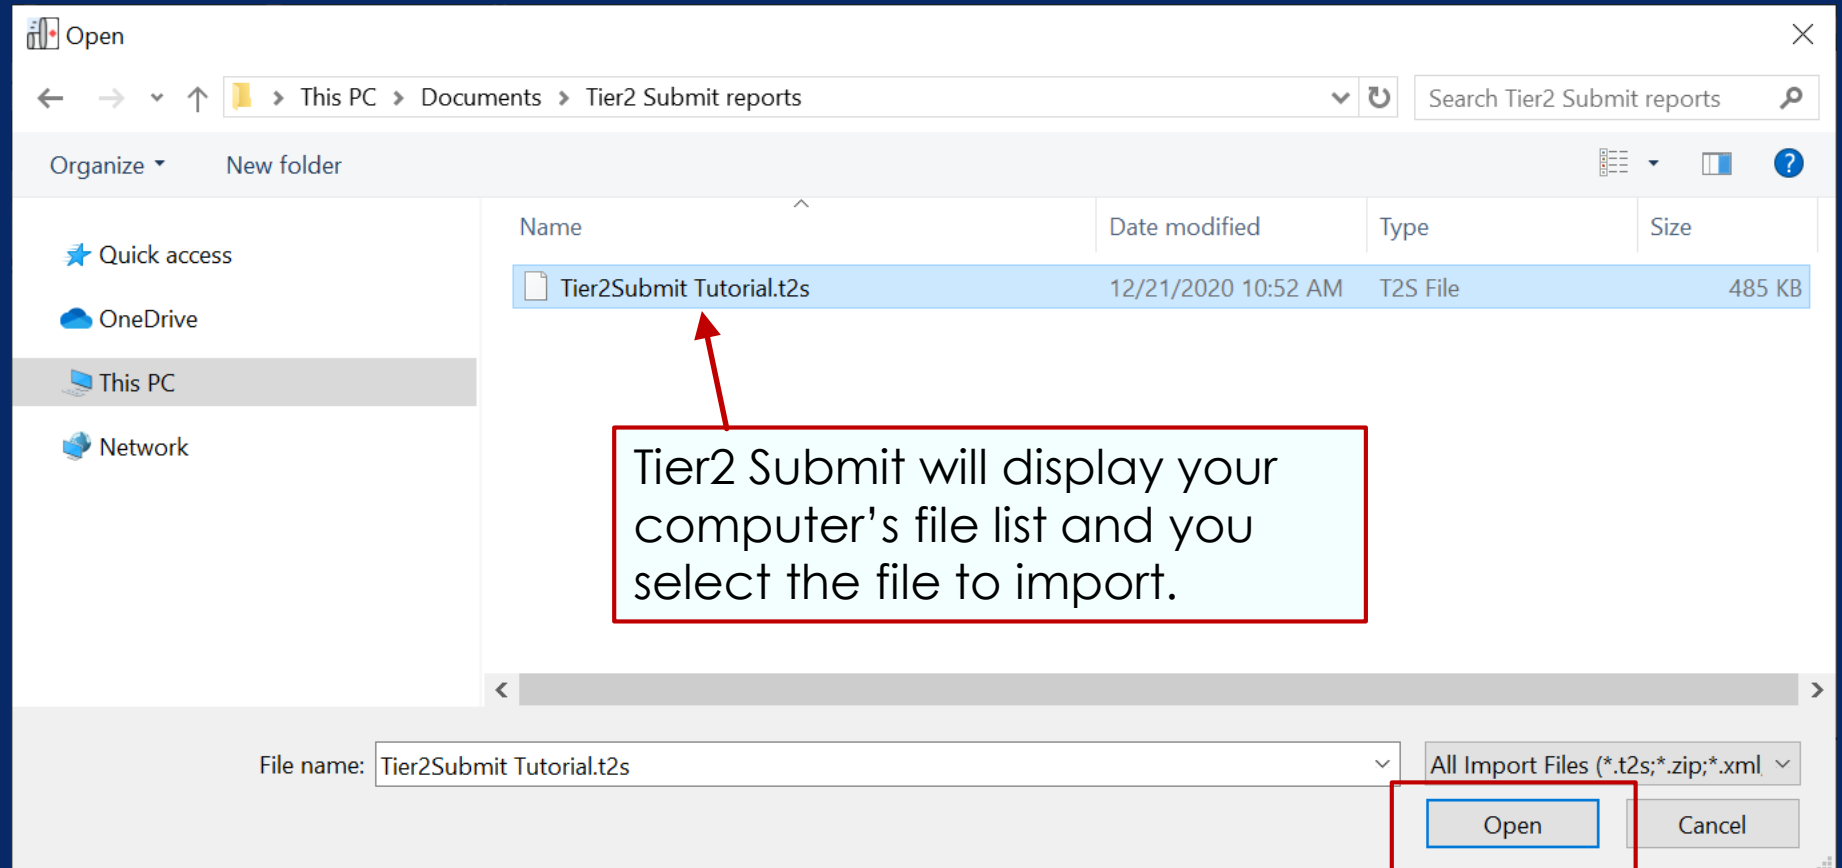 Open
This PC > Documents > Tier2 Submit reports
Search Tier2 Submit reports
Organize
New folder
?
Name
Date modified
Type
Size
Quick access
OneDrive
This PC
Network
Tier2Submit Tutorial.t2s 12/21/2020 10:52 AM T2S File 485 KB
Tier2 Submit will display your
computer’s file list and you
select the file to import.
File name: Tier2Submit Tutorial.t2s
All Import Files (*.t2s;*.zip;*.xml
Open
Cancel